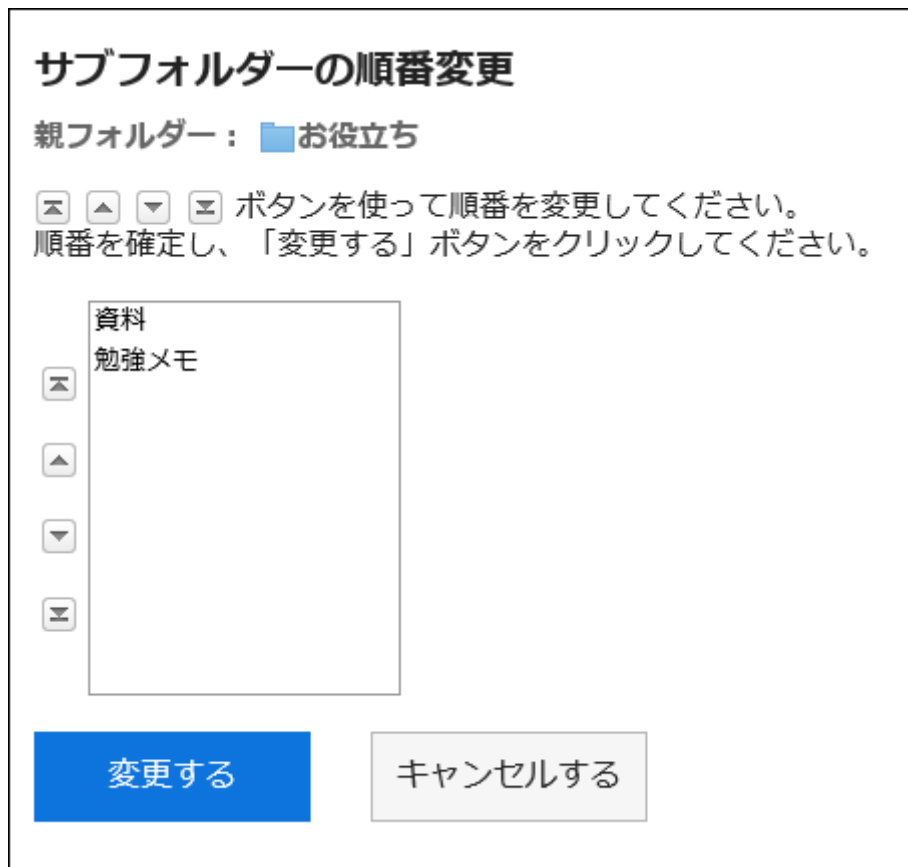 サブフォルダーの順番変更
親フォルダー： お役立ち
ボタンを使って順番を変更してください。
順番を確定し、「変更する」ボタンをクリックしてください。
資料
勉強メモ
変更する
キャンセルする